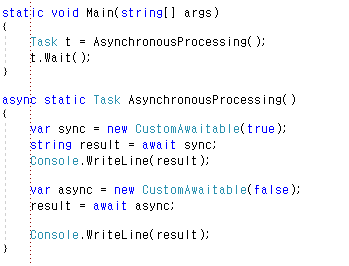 static void Main(string[] args)
{
    Task t = AsynchronousProcessing();
    t.Wait();
}
async static Task AsynchronousProcessing()
{
    var sync = new CustomAwaitable(true);
    string result = await sync;
    Console.WriteLine(result);
    var async = new CustomAwaitable(false);
    result = await async;
    Console.WriteLine(result);
}